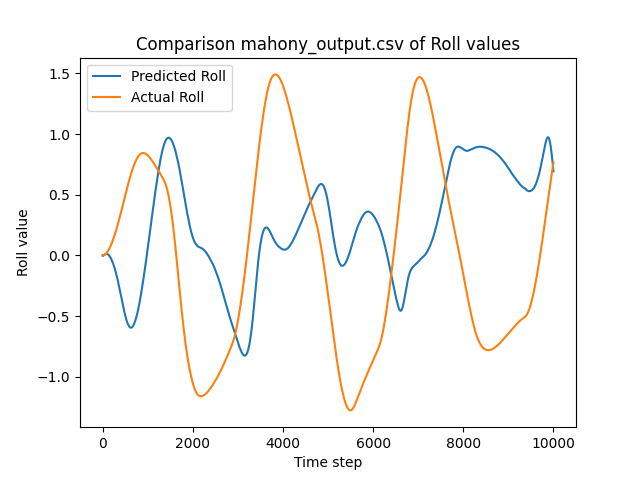 Comparison mahony_output.csv of Roll values
Predicted Roll
Actual Roll
1.5
1.0
0.5
0.0
−0.5
−1.0
Roll value
0 2000 4000 6000 8000 10000
Time step